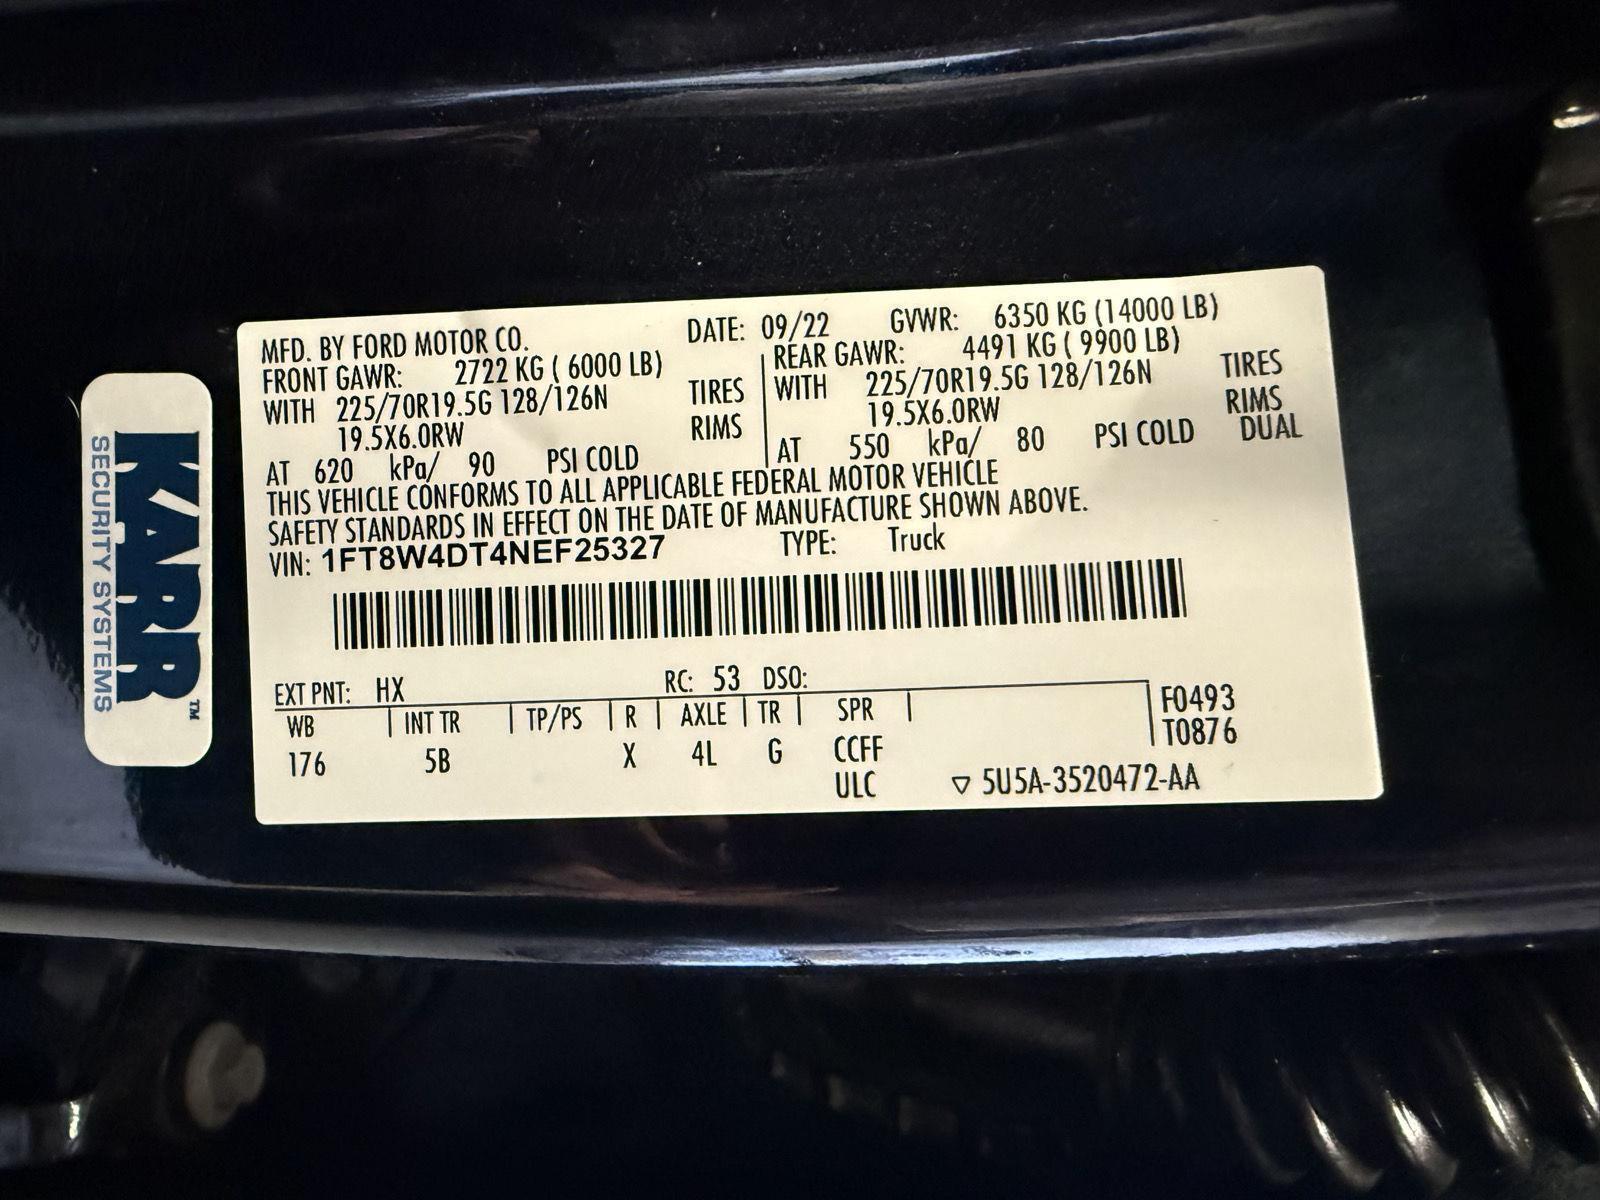 MFD. BY FORD MOTOR CO. DATE: 09/22 GVWR: 6350 KG (14000 LB)
FRONT GAWR: 2722 KG ( 6000 LB) REAR GAWR: 4491 KG ( 9900 LB)
WITH 225/70R19.5G 128/126N TIRES WITH 225/70R19.5G 128/126N TIRES
19.5X6.0RW RIMS 19.5X6.0RW RIMS
AT 620 kPa/ 90 PSI COLD AT 550 kPa/ 80 PSI COLD DUAL
THIS VEHICLE CONFORMS TO ALL APPLICABLE FEDERAL MOTOR VEHICLE
SAFETY STANDARDS IN EFFECT ON THE DATE OF MANUFACTURE SHOWN ABOVE.
VIN: 1FT8W4DT4NEF25327 TYPE: Truck
EXT PNT: HX RC: 53 DSO:
WB INT TR TP/PS R AXLE TR SPR F0493
176 5B X 4L G CCFF T0876
ULC ▽ 5U5A-3520472-AA
KARR™
SECURITY SYSTEMS